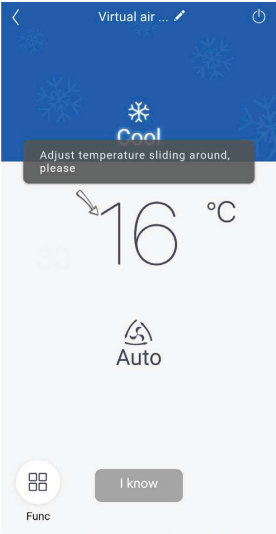 Virtual air ...
Cool
Adjust temperature sliding around,
please
16 °C
Auto
I know
Func